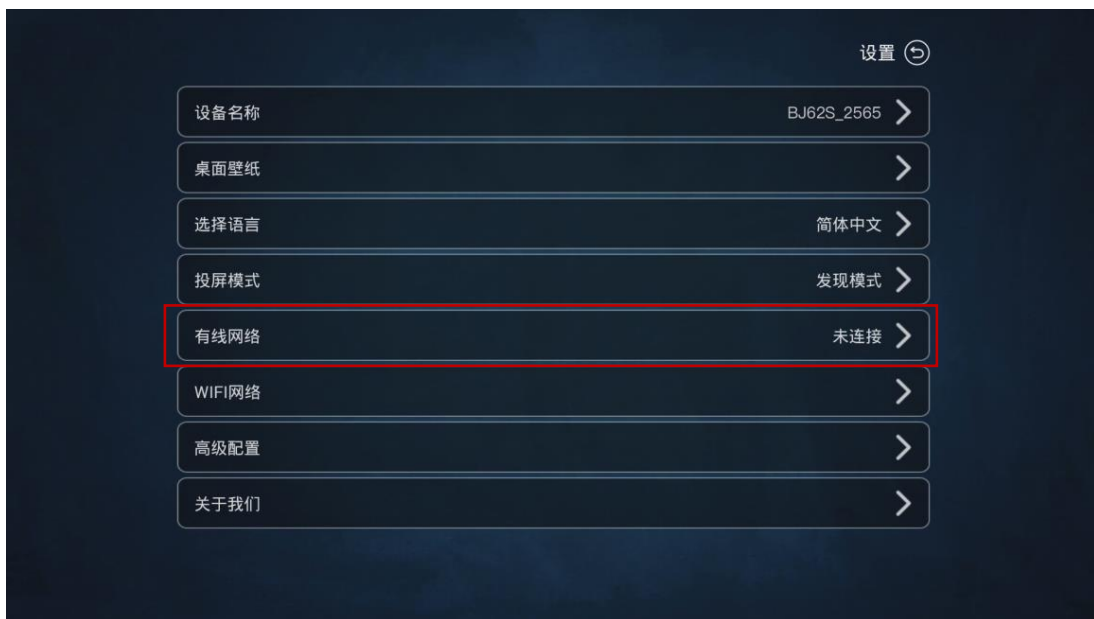 设置
设备名称 BJ62S_2565
桌面壁纸
选择语言 简体中文
投屏模式 发现模式
有线网络 未连接
WIFI网络
高级配置
关于我们